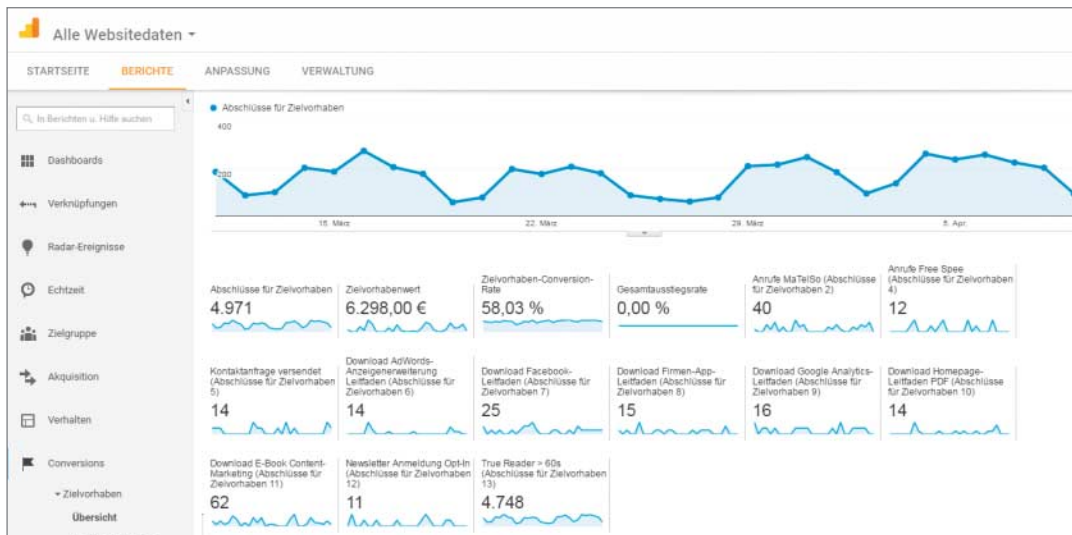 Alle Websitedaten
STARTSEITE BERICHTE ANPASSUNG VERWALTUNG
In Berichten u. Hilfe suchen
Dashboards
Verknüpfungen
Radar-Ereignisse
Echtzeit
Zielgruppe
Akquisition
Verhalten
Conversions
Zielvorhaben
Übersicht
Abschlüsse für Zielvorhaben
400
200
15. März 22. März 29. März 5. Apr.
Abschlüsse für Zielvorhaben
4.971
Zielvorhabenwert
6.298,00 €
Zielvorhaben-Conversion-
Rate
58,03 %
Gesamtausstiegsrate
0,00 %
Anrufe MaTelSo (Abschlüsse
für Zielvorhaben 2)
40
Anrufe Free Spee
(Abschlüsse für Zielvorhaben
4)
12
Kontaktanfrage versendet
(Abschlüsse für Zielvorhaben
5)
14
Download AdWords-
Anzeigenerweiterung
Leitfaden (Abschlüsse für
Zielvorhaben 6)
14
Download Facebook-
Leitfaden (Abschlüsse für
Zielvorhaben 7)
25
Download Firmen-App-
Leitfaden (Abschlüsse für
Zielvorhaben 8)
15
Download Google Analytics-
Leitfaden (Abschlüsse für
Zielvorhaben 9)
16
Download Homepage-
Leitfaden PDF (Abschlüsse
für Zielvorhaben 10)
14
Download E-Book Content-
Marketing (Abschlüsse für
Zielvorhaben 11)
62
Newsletter Anmeldung Opt-In
(Abschlüsse für Zielvorhaben
12)
11
True Reader > 60s
(Abschlüsse für Zielvorhaben
13)
4.748